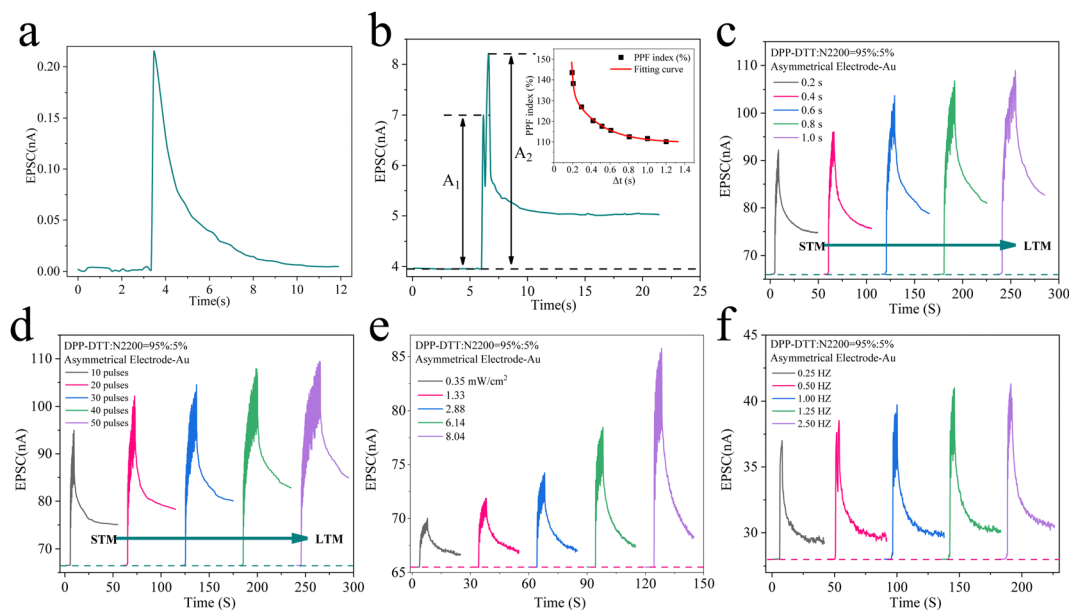 a
0.20
0.15
0.10
0.05
0.00
EPSC(nA)
0 2 4 6 8 10 12
Time(s)
b
9
8
7
6
5
4
EPSC(nA)
A1
A2
0 5 10 15 20 25
Time(s)
150
140
130
120
110
100
PPF index (%)
PPF index (%)
Fitting curve
0.0 0.2 0.4 0.6 0.8 1.0 1.2 1.4
Δt (s)
c
DPP-DTT:N2200=95%:5%
Asymmetrical Electrode-Au
0.2 s
0.4 s
0.6 s
0.8 s
1.0 s
110
100
90
80
70
EPSC(nA)
STM
LTM
0 50 100 150 200 250 300
Time (S)
d
DPP-DTT:N2200=95%:5%
Asymmetrical Electrode-Au
10 pulses
20 pulses
30 pulses
40 pulses
50 pulses
110
100
90
80
70
EPSC(nA)
STM
LTM
0 50 100 150 200 250 300
Time (S)
e
DPP-DTT:N2200=95%:5%
Asymmetrical Electrode-Au
0.35 mW/cm²
1.33
2.88
6.14
8.04
85
80
75
70
65
EPSC(nA)
0 30 60 90 120 150
Time (S)
f
DPP-DTT:N2200=95%:5%
Asymmetrical Electrode-Au
0.25 HZ
0.50 HZ
1.00 HZ
1.25 HZ
2.50 HZ
45
40
35
30
25
EPSC(nA)
0 50 100 150 200
Time (S)